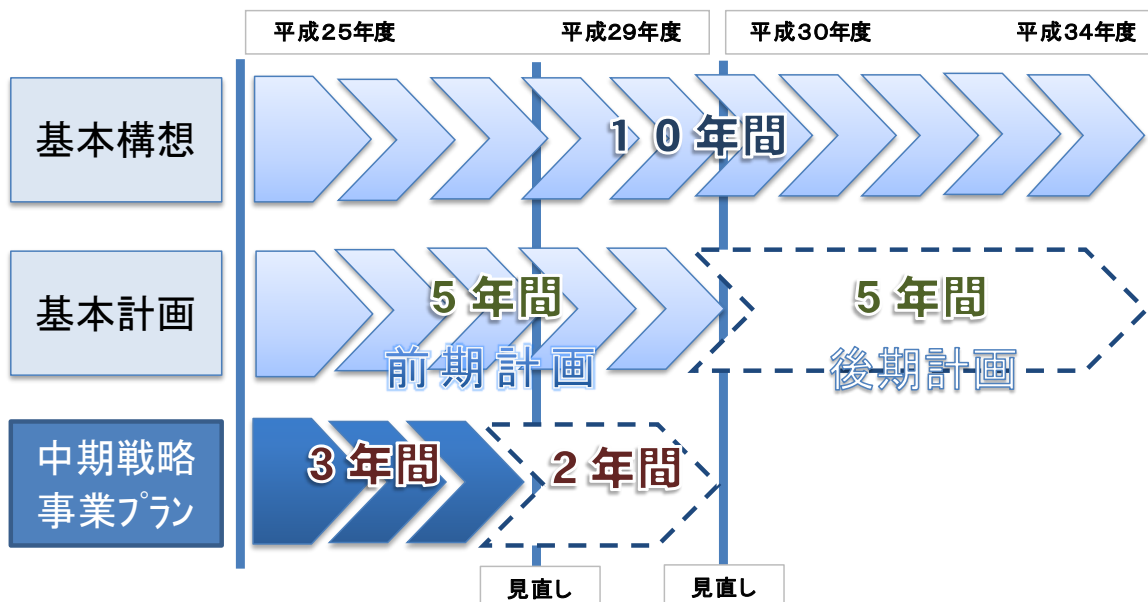 平成25年度
平成29年度
平成30年度
平成34年度
基本構想
10年間
基本計画
5年間
前期計画
5年間
後期計画
中期戦略
事業プラン
3年間
2年間
見直し
見直し